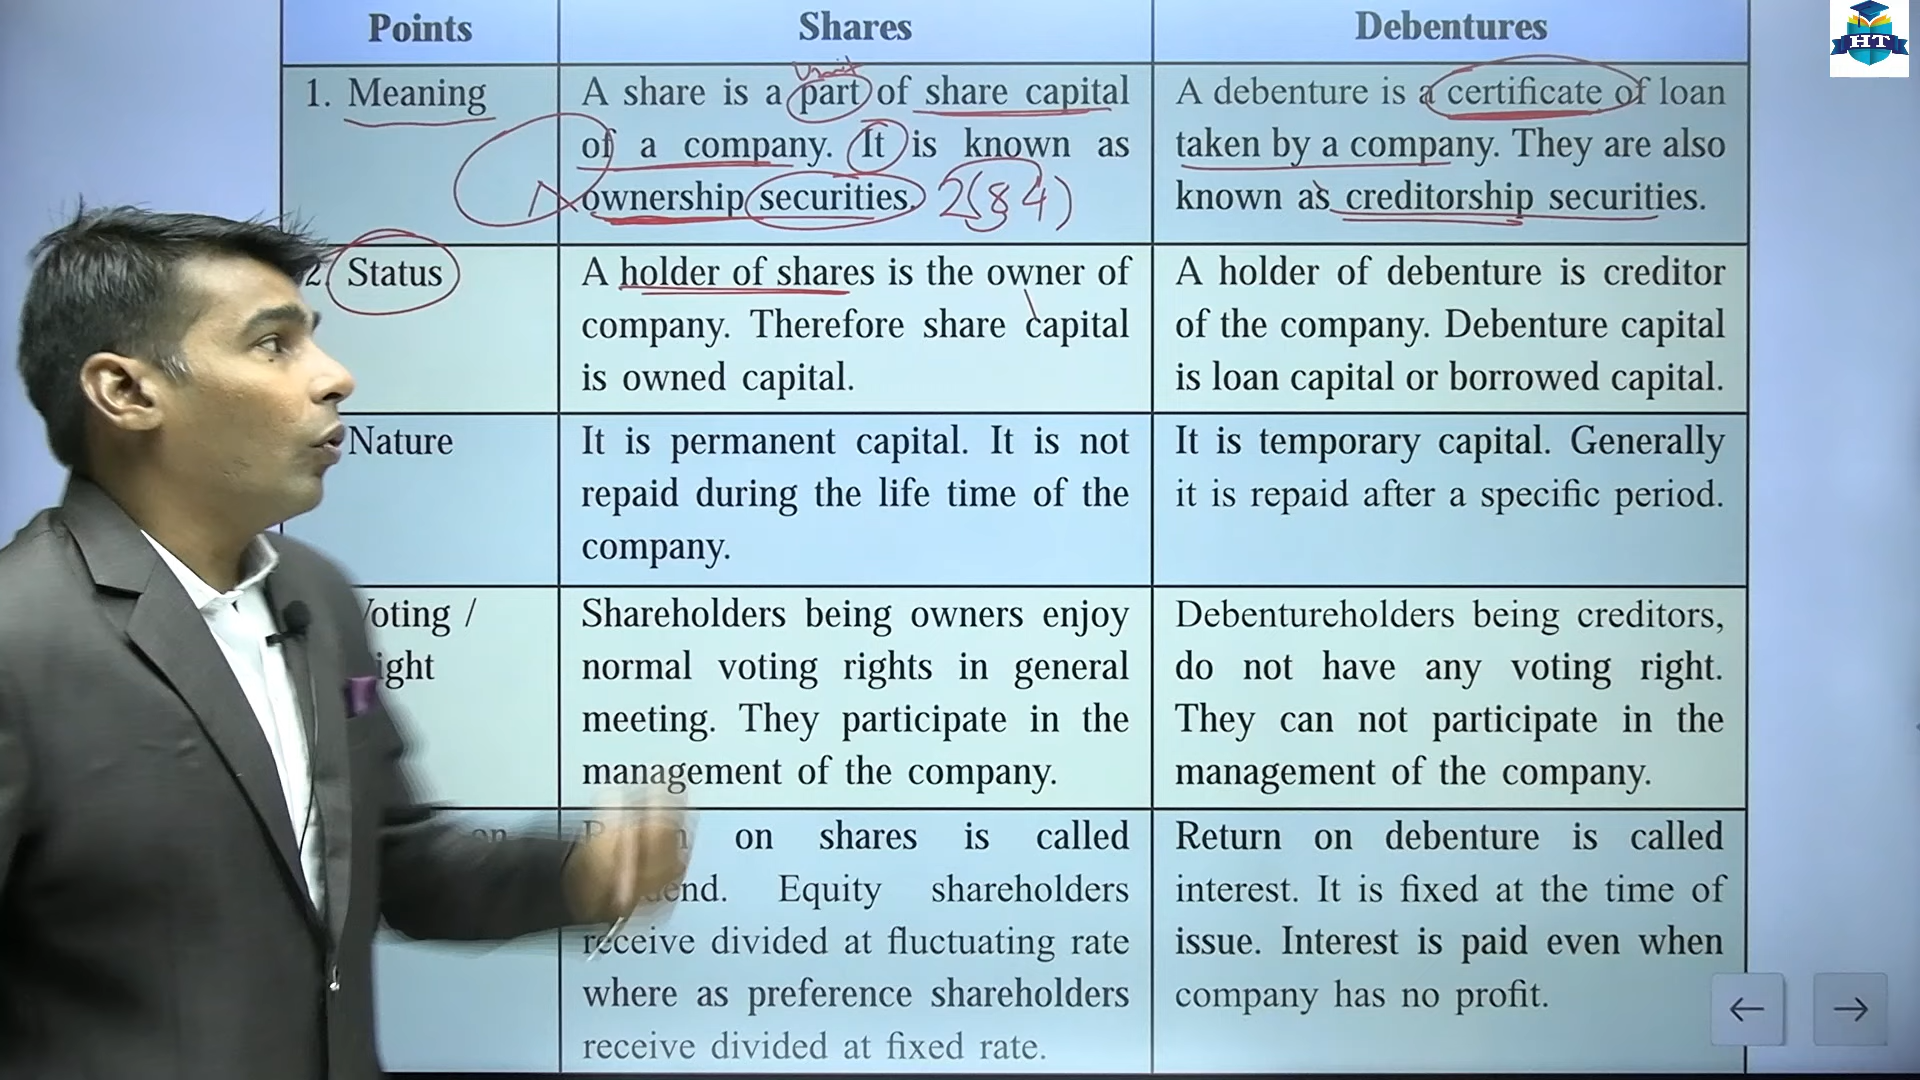 Points Shares Debentures
Unit
1. Meaning
A share is a part of share capital
of a company. It is known as
ownership securities. 2(84)
A debenture is a certificate of loan
taken by a company. They are also
known as creditorship securities.
2. Status
A holder of shares is the owner of
company. Therefore share capital
is owned capital.
A holder of debenture is creditor
of the company. Debenture capital
is loan capital or borrowed capital.
Nature
It is permanent capital. It is not
repaid during the life time of the
company.
It is temporary capital. Generally
it is repaid after a specific period.
Voting /
ight
Shareholders being owners enjoy
normal voting rights in general
meeting. They participate in the
management of the company.
Debentureholders being creditors,
do not have any voting right.
They can not participate in the
management of the company.
on
on shares is called
end. Equity shareholders
receive divided at fluctuating rate
where as preference shareholders
receive divided at fixed rate.
Return on debenture is called
interest. It is fixed at the time of
issue. Interest is paid even when
company has no profit.
HT